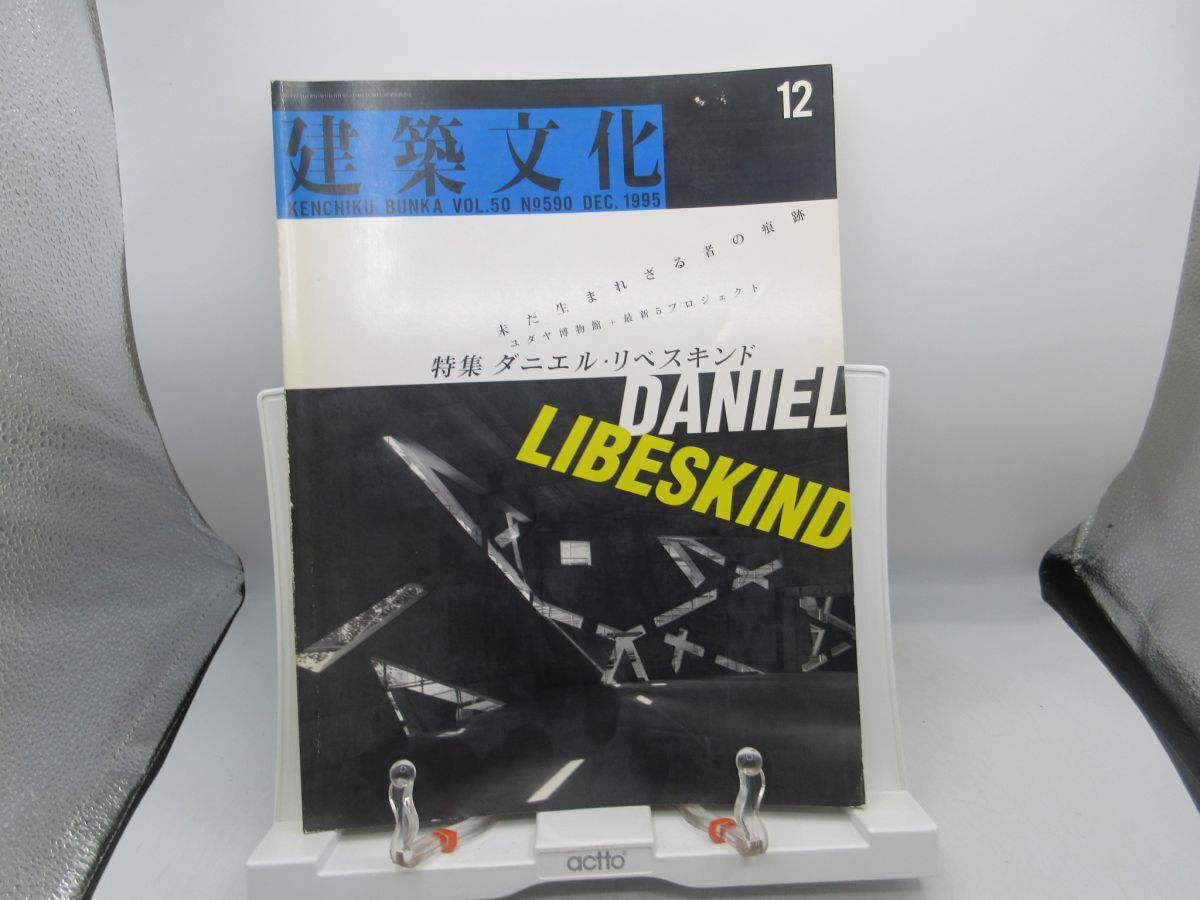 12
建築文化
KENCHIKU BUNKA VOL.50 №590 DEC. 1995
未だ生まれざる者の痕跡
ユダヤ博物館+最新5プロジェクト
特集 ダニエル・リベスキンド
DANIEL
LIBESKIND
actto